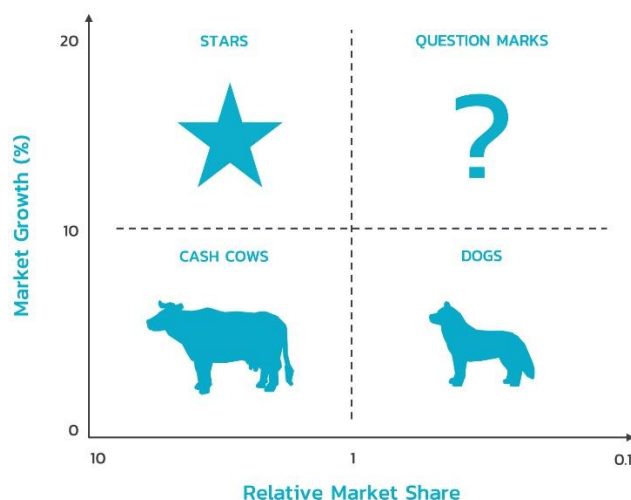 20
STARS
QUESTION MARKS
?
Market Growth (%)
10
CASH COWS
DOGS
0
10
1
0.1
Relative Market Share